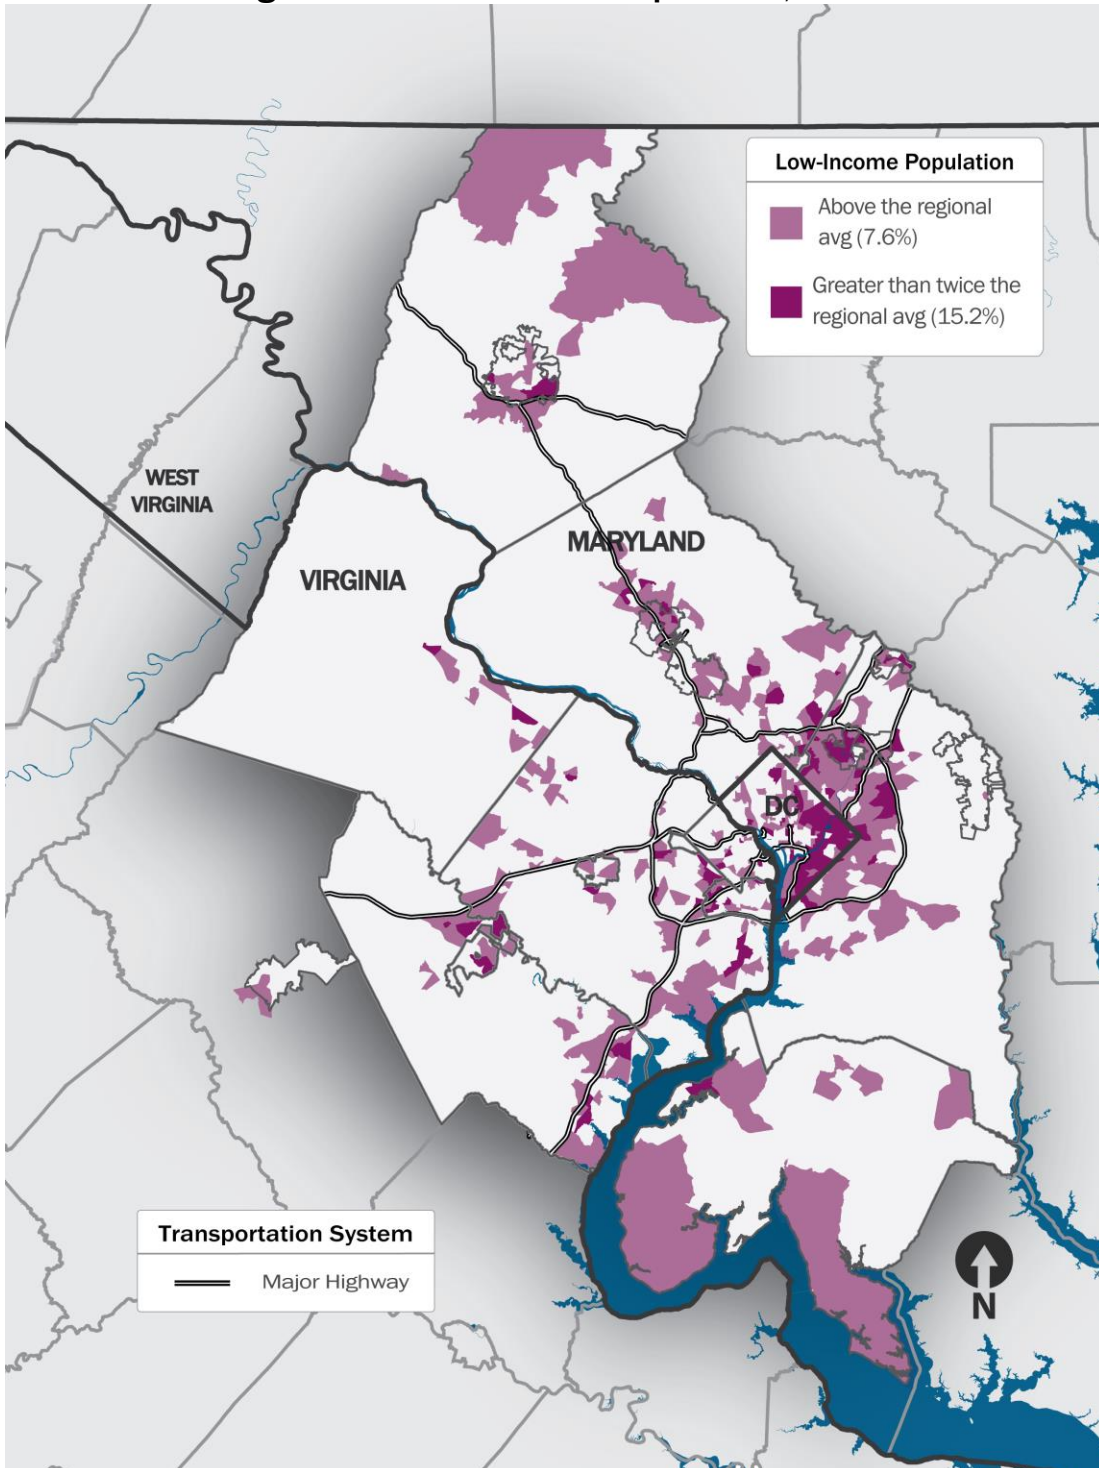 Low-Income Population
Above the regional
avg (7.6%)
Greater than twice the
regional avg (15.2%)
WEST
VIRGINIA
MARYLAND
VIRGINIA
DC
Transportation System
Major Highway
N